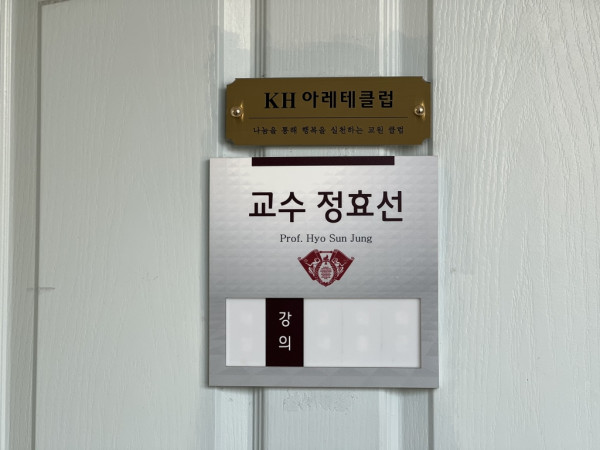 KH 아레테클럽
나눔을 통해 행복을 실천하는 교원 클럽
교수 정효선
Prof. Hyo Sun Jung
강
의